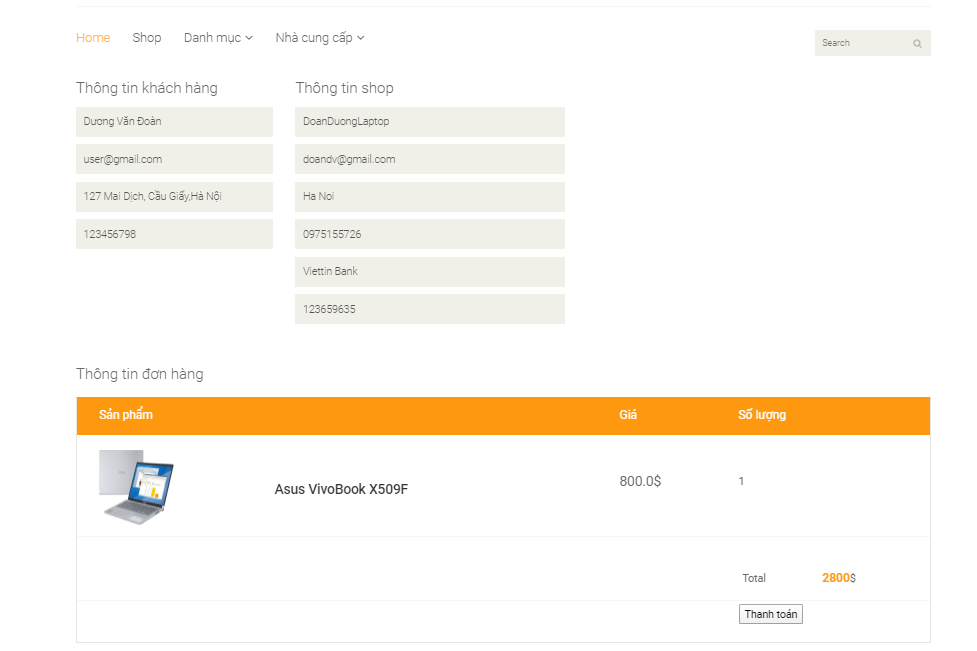 Home Shop Danh mục Nhà cung cấp
Search
Thông tin khách hàng
Dương Văn Đoàn
user@gmail.com
127 Mai Dịch, Cầu Giấy,Hà Nội
123456798
Thông tin shop
DoanDuongLaptop
doandv@gmail.com
Ha Noi
0975155726
Viettin Bank
123659635
Thông tin đơn hàng
Sản phẩm Giá Số lượng
Asus VivoBook X509F 800.0$ 1
Total 2800$
Thanh toán